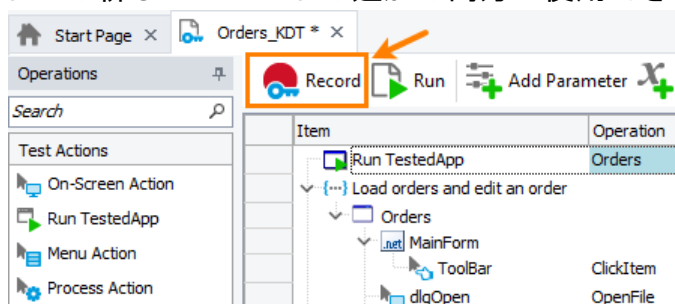 Start Page
Orders_KDT *
Operations
Record
Run
Add Parameter
Search
Item
Operation
Test Actions
Run TestedApp
Orders
On-Screen Action
Load orders and edit an order
Run TestedApp
Orders
Menu Action
MainForm
ToolBar
ClickItem
Process Action
dlgOpen
OpenFile